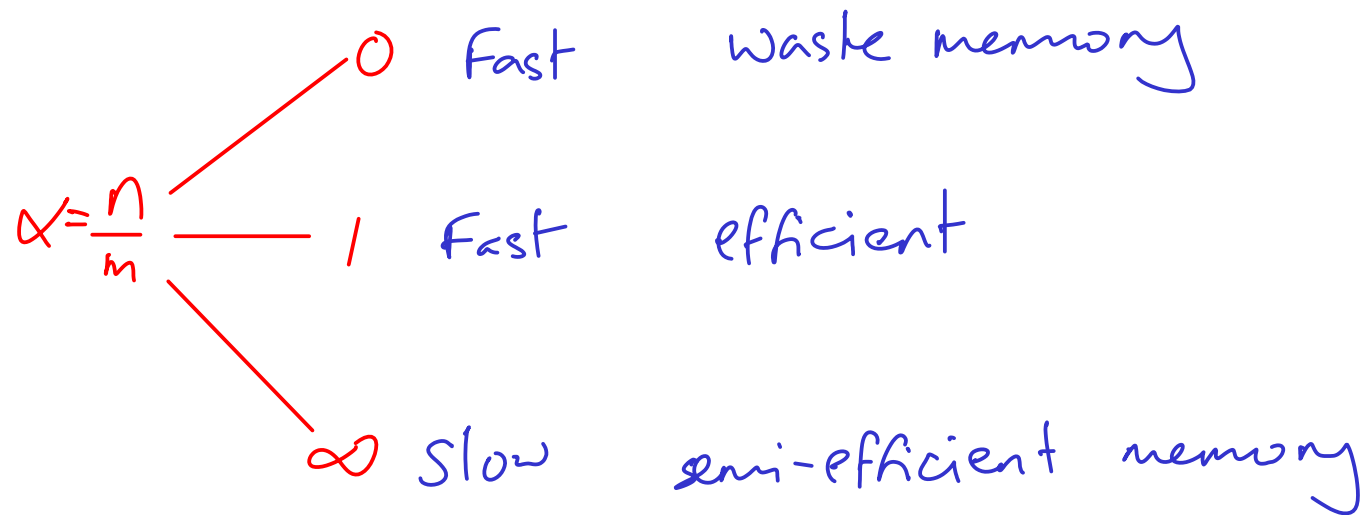 0 Fast waste memory
α = n/m 1 Fast efficient
∞ Slow semi-efficient memory